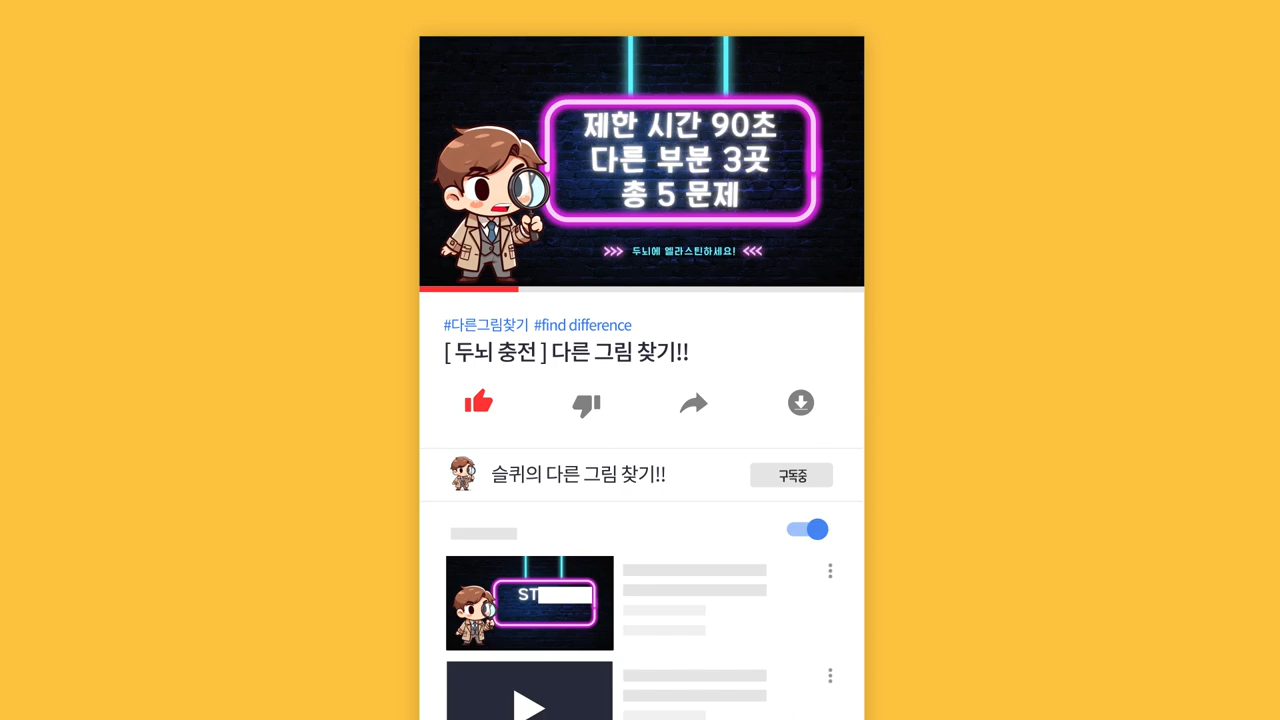 제한 시간 90초
다른 부분 3곳
총 5 문제
>>> 두뇌에 엘라스틴하세요! <<<
#다른그림찾기 #find difference
[ 두뇌 충전 ] 다른 그림 찾기!!
슬퀴의 다른 그림 찾기!!
구독중
ST